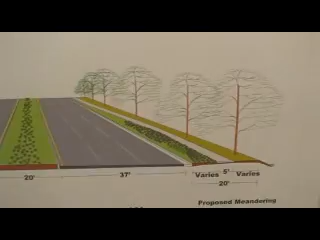 5'
Varies Varies
20' 37' 20'
Proposed Meandering